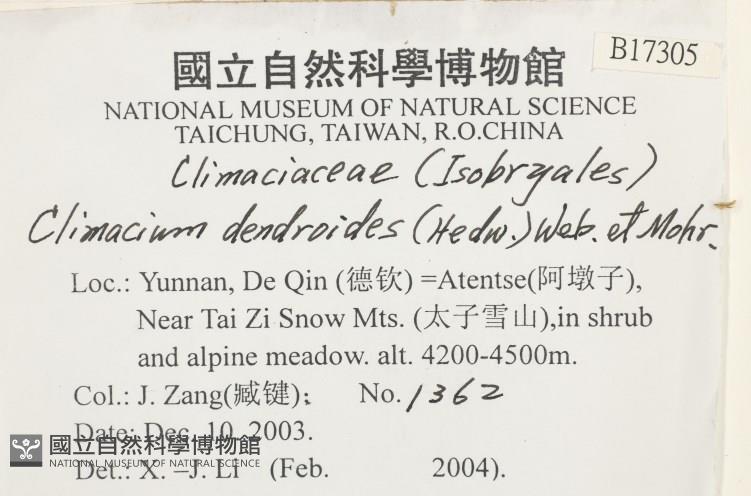 B17305
國立自然科學博物館
NATIONAL MUSEUM OF NATURAL SCIENCE
TAICHUNG, TAIWAN, R.O.CHINA
Climaciaceae (Isobryales)
Climacium dendroides (Hedw.) Web. et Mohr.
Loc.: Yunnan, De Qin (德钦) =Atentse(阿墩子),
Near Tai Zi Snow Mts. (太子雪山),in shrub
and alpine meadow. alt. 4200-4500m.
Col.: J. Zang(臧键); No. 1362
Date: Dec. 10, 2003.
國立自然科學博物館
NATIONAL MUSEUM OF NATURAL SCIENCE
Det.: X. –J. Li (Feb. 2004).